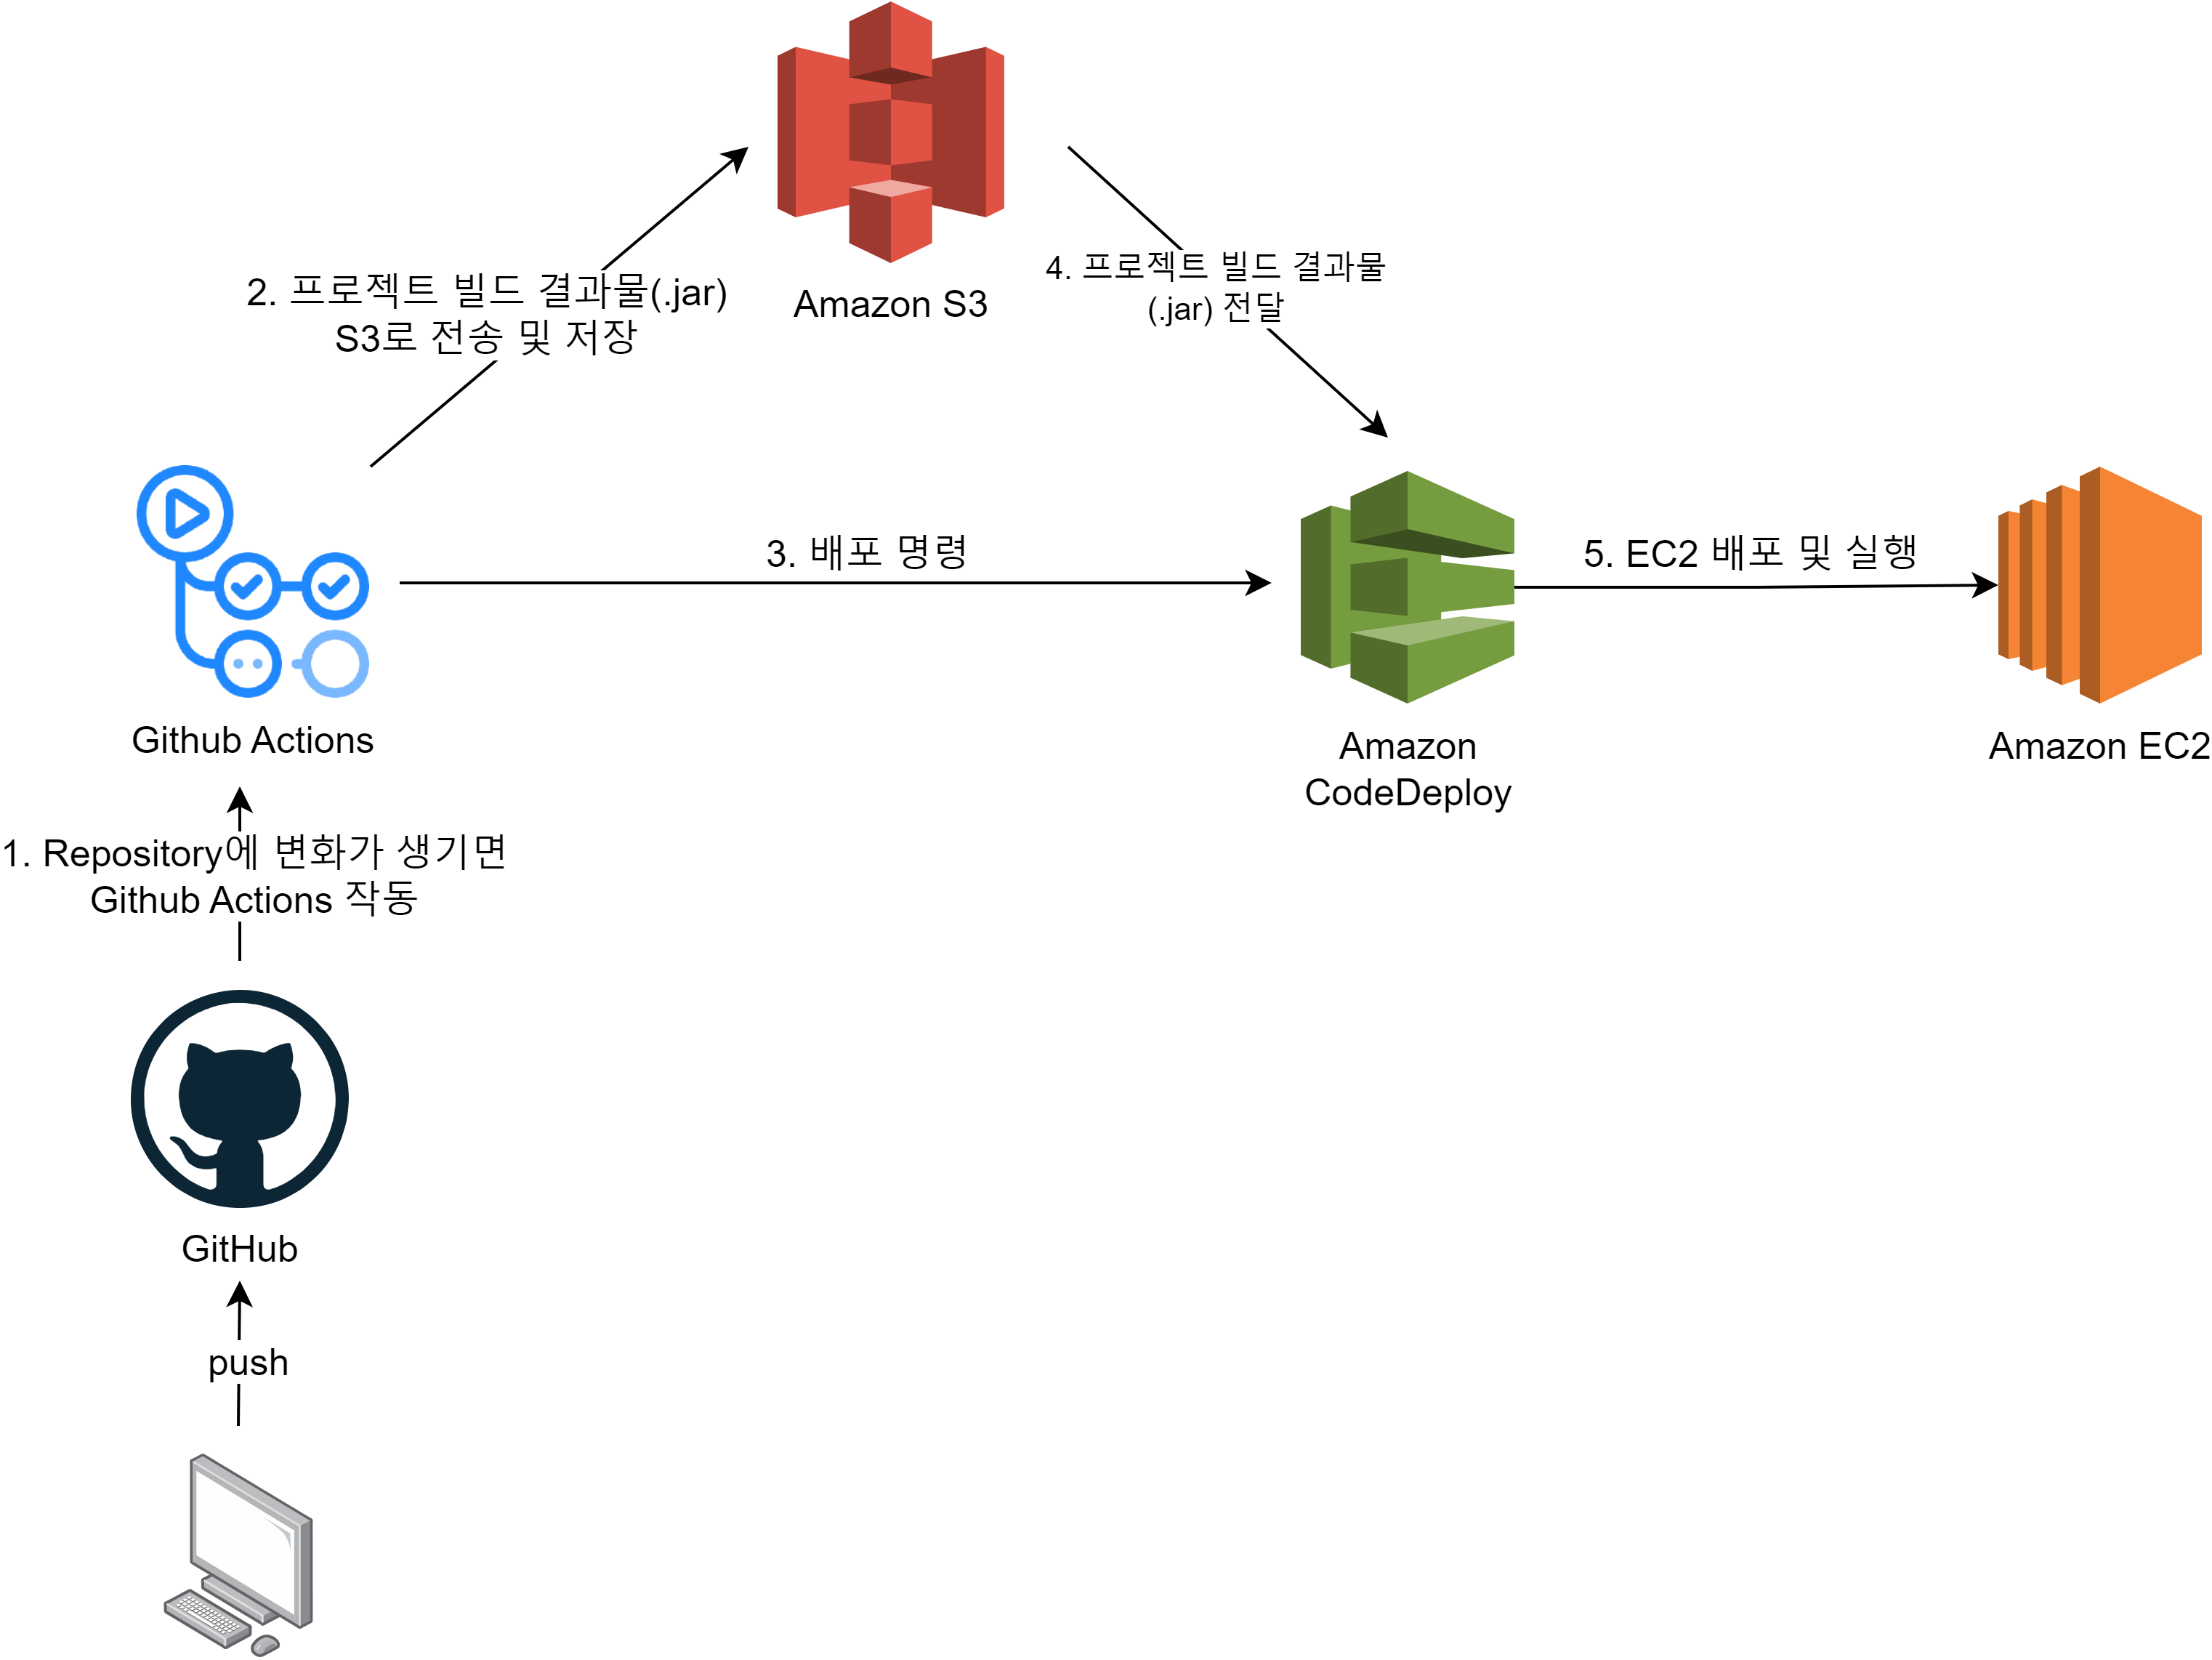 Amazon S3
2. 프로젝트 빌드 결과물(.jar)
S3로 전송 및 저장
4. 프로젝트 빌드 결과물
(.jar) 전달
3. 배포 명령
5. EC2 배포 및 실행
Github Actions
Amazon
CodeDeploy
Amazon EC2
1. Repository에 변화가 생기면
Github Actions 작동
GitHub
push